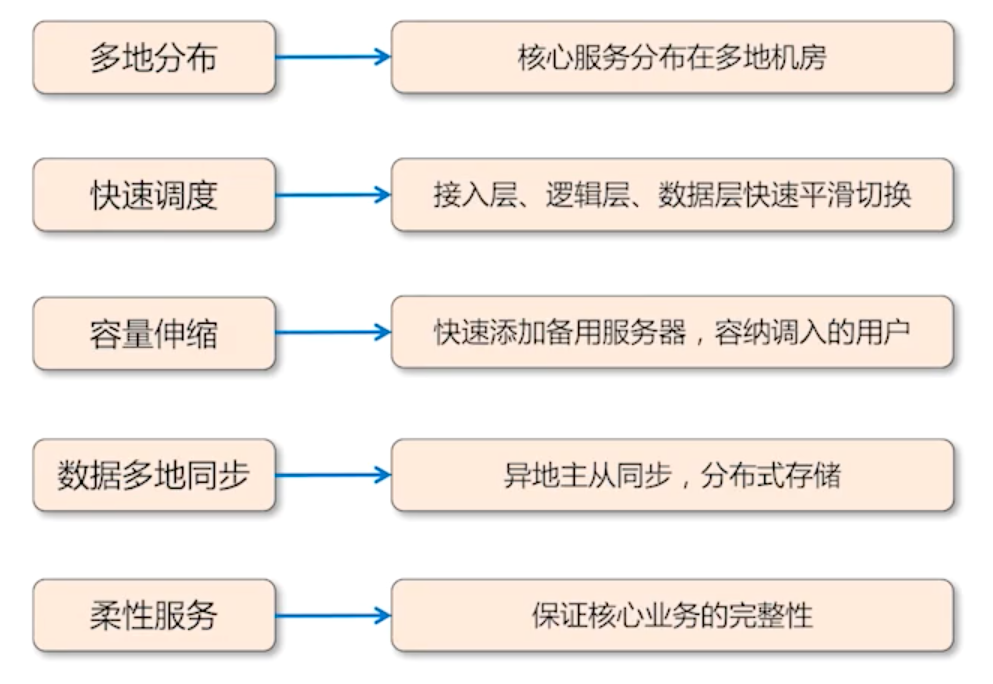 多地分布
核心服务分布在多地机房
快速调度
接入层、逻辑层、数据层快速平滑切换
容量伸缩
快速添加备用服务器，容纳调入的用户
数据多地同步
异地主从同步，分布式存储
柔性服务
保证核心业务的完整性